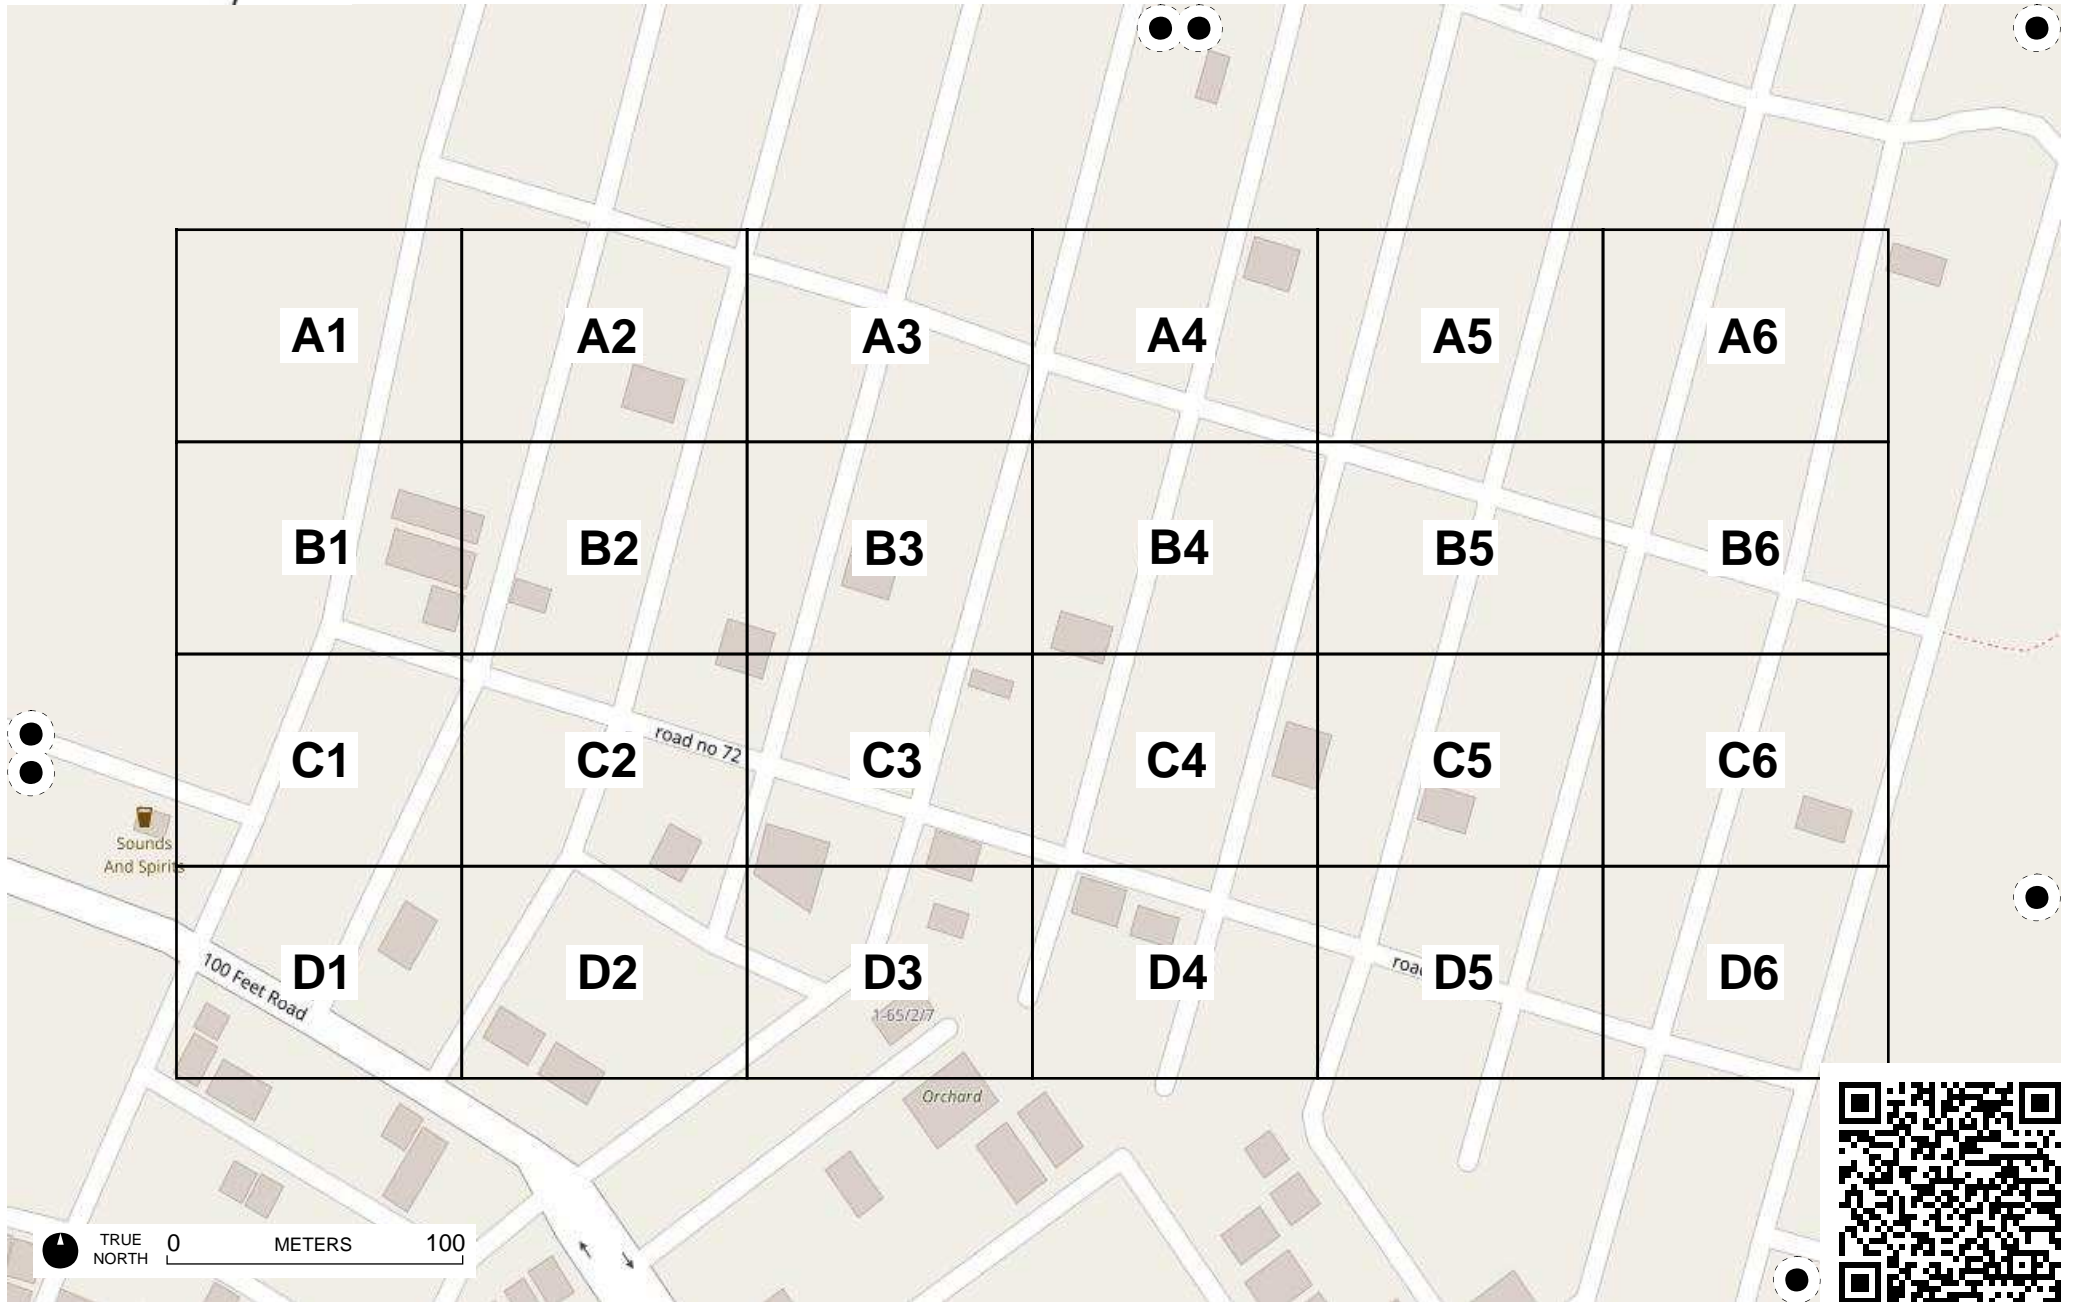 A1
A2
A3
A4
A5
A6
B1
B2
B3
B4
B5
B6
road no 72
C1
C2
C3
C4
C5
C6
Sounds
And Spirits
100 Feet Road
D1
D2
D3
D4
D5
D6
1-65/2/7
Orchard
TRUE
NORTH
0
METERS
100